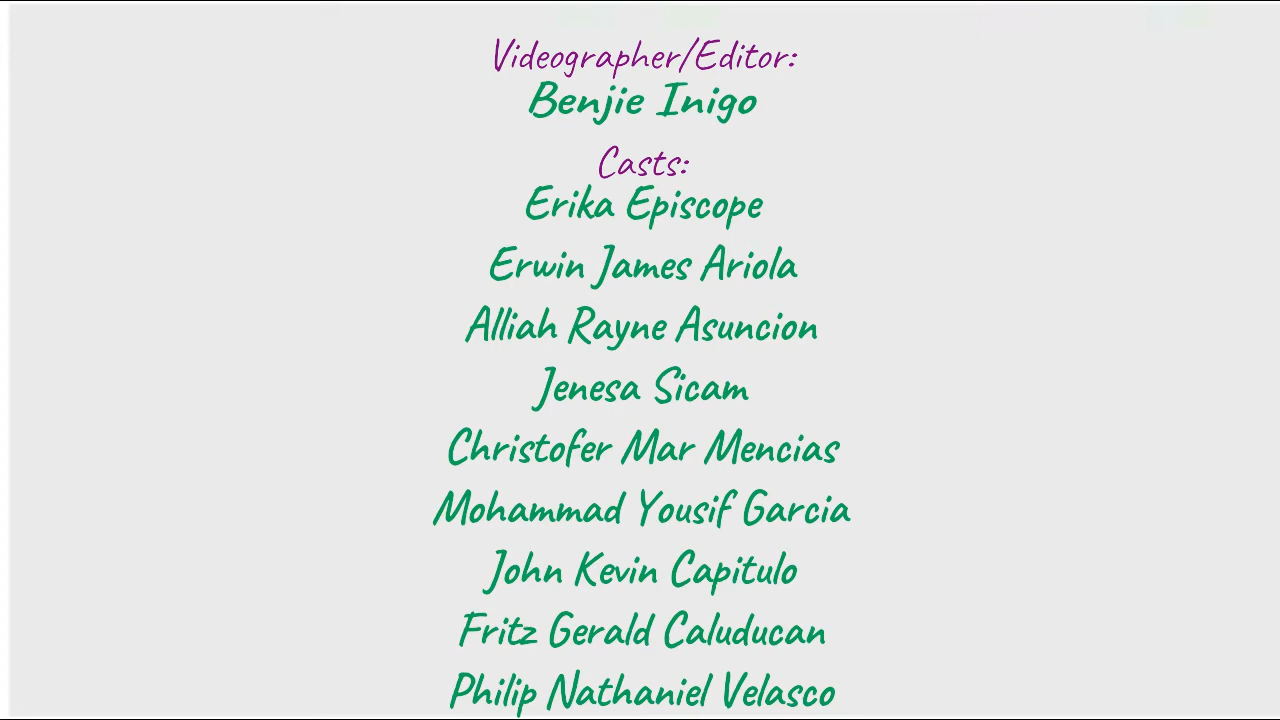 Videographer/Editor:
Benjie Inigo
Casts:
Erika Episcope
Erwin James Ariola
Alliah Rayne Asuncion
Jenesa Sicam
Christofer Mar Mencias
Mohammad Yousif Garcia
John Kevin Capitulo
Fritz Gerald Caluducan
Philip Nathaniel Velasco